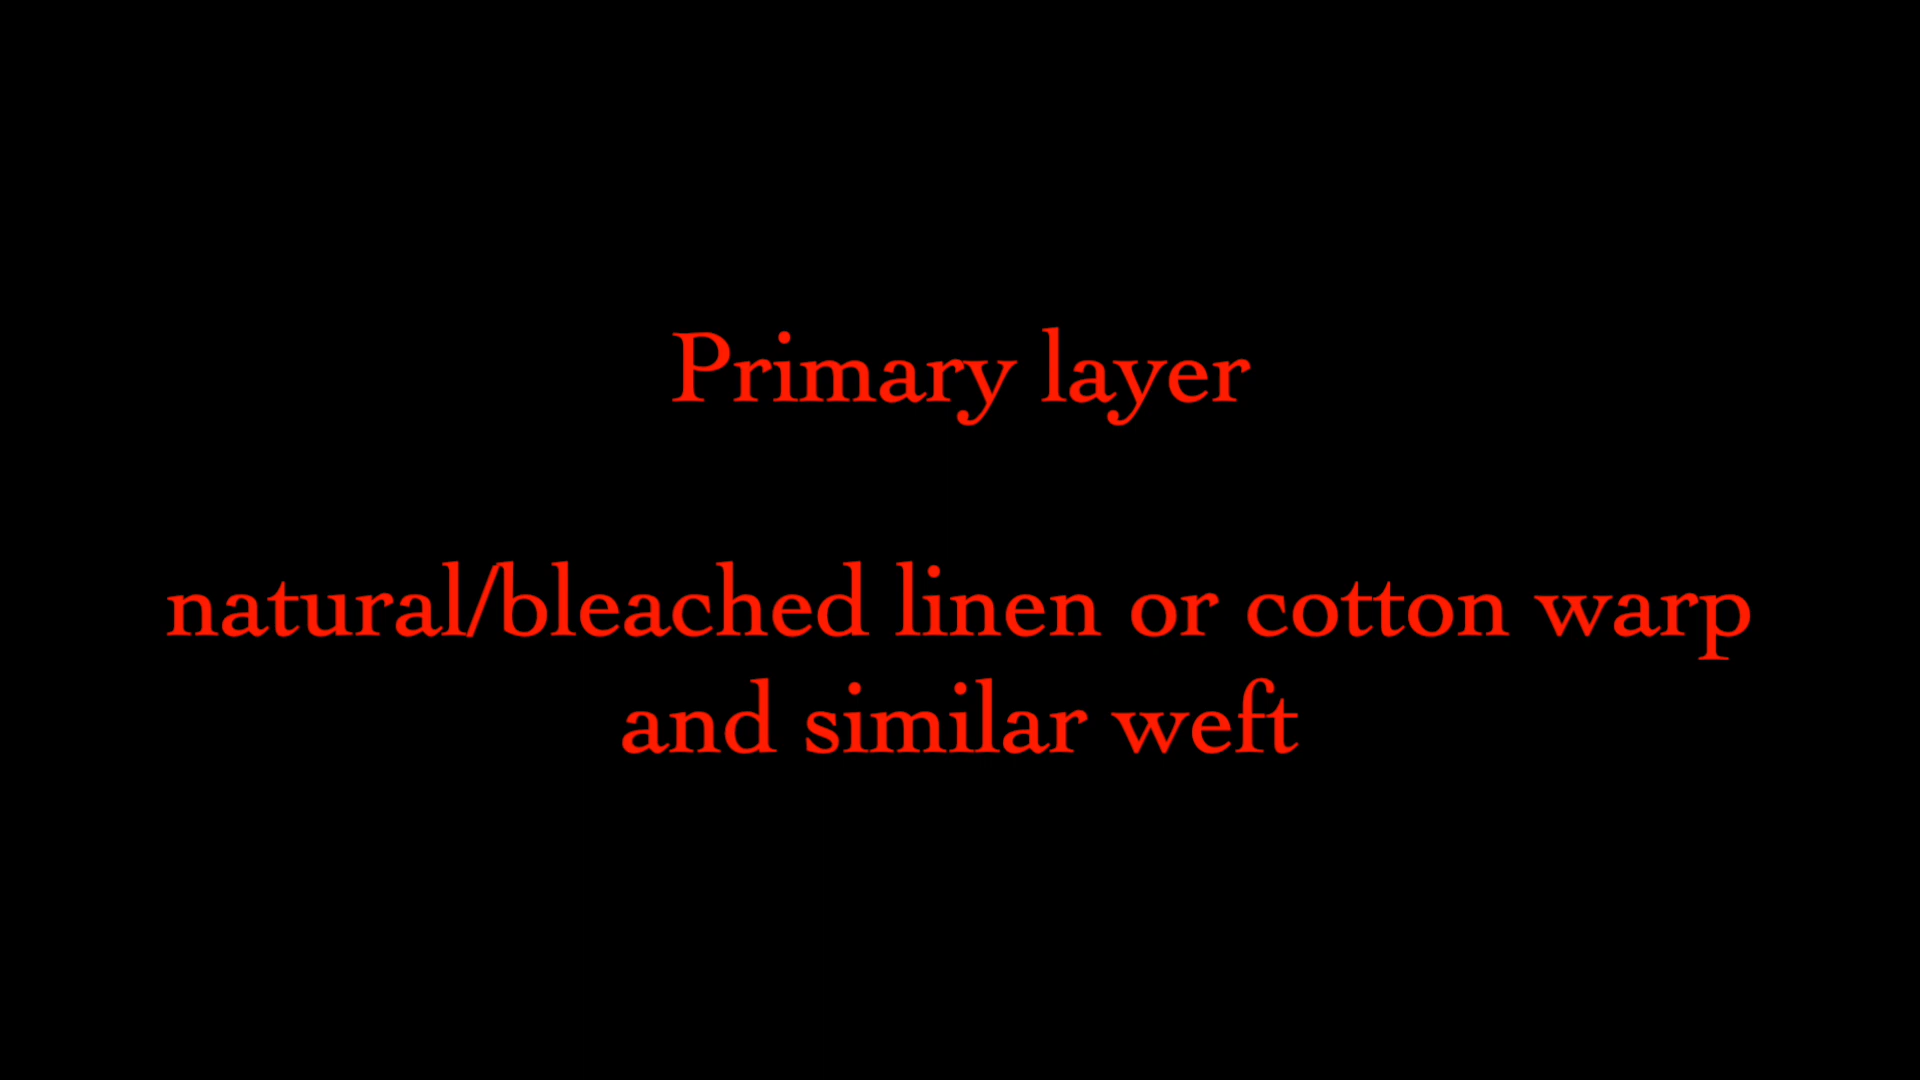 Primary layer
natural/bleached linen or cotton warp
and similar weft